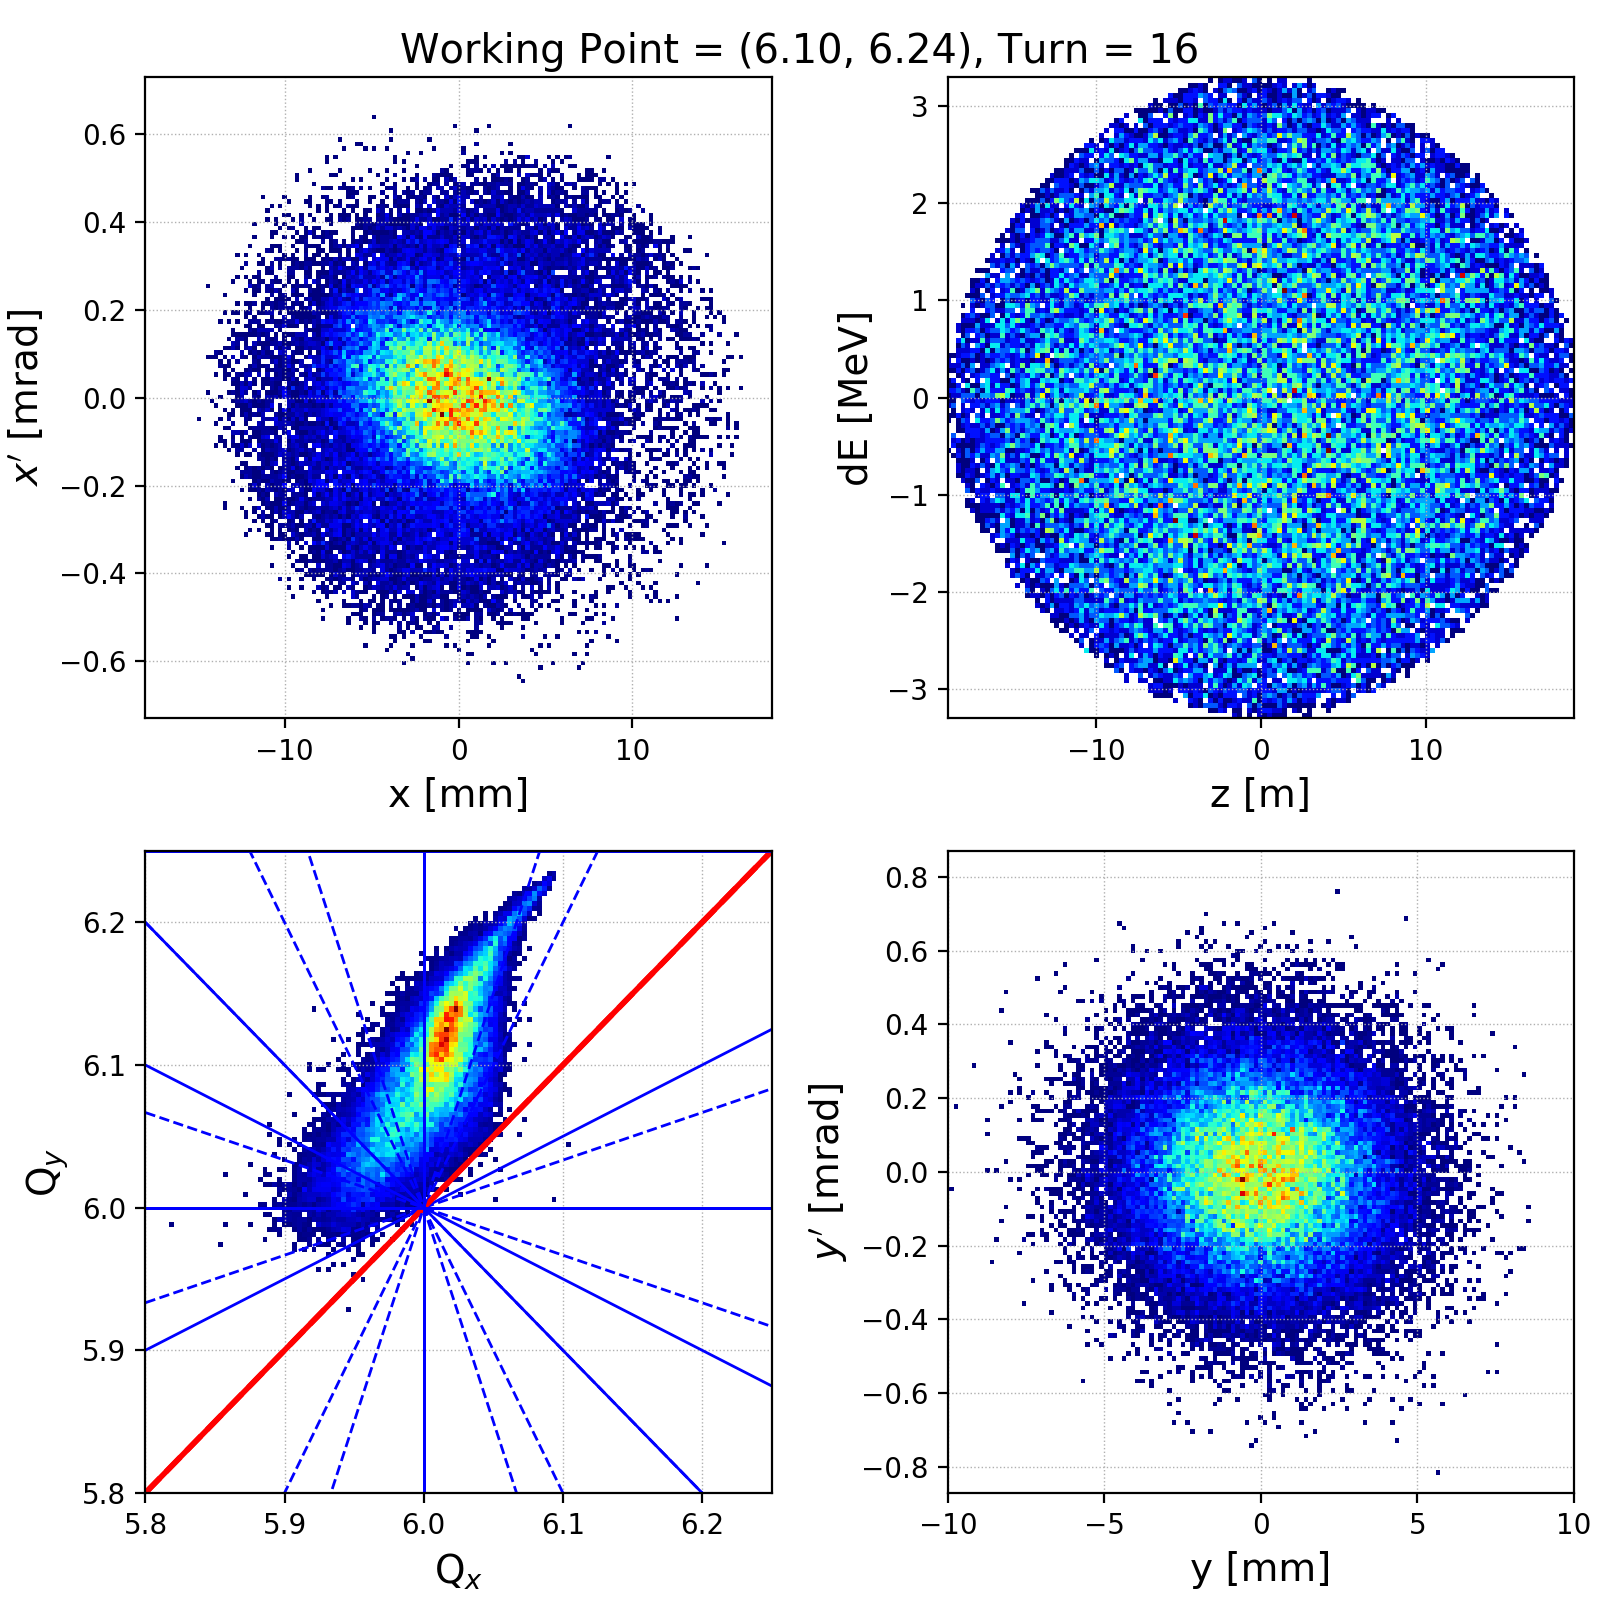 Working Point = (6.10, 6.24), Turn = 16
0.6
0.4
0.2
0.0
−0.2
−0.4
−0.6
x′ [mrad]
−10 0 10
x [mm]
3
2
1
0
−1
−2
−3
dE [MeV]
−10 0 10
z [m]
6.2
6.1
6.0
5.9
5.8
Qy
5.8 5.9 6.0 6.1 6.2
Qx
0.8
0.6
0.4
0.2
0.0
−0.2
−0.4
−0.6
−0.8
y′ [mrad]
−10 −5 0 5 10
y [mm]